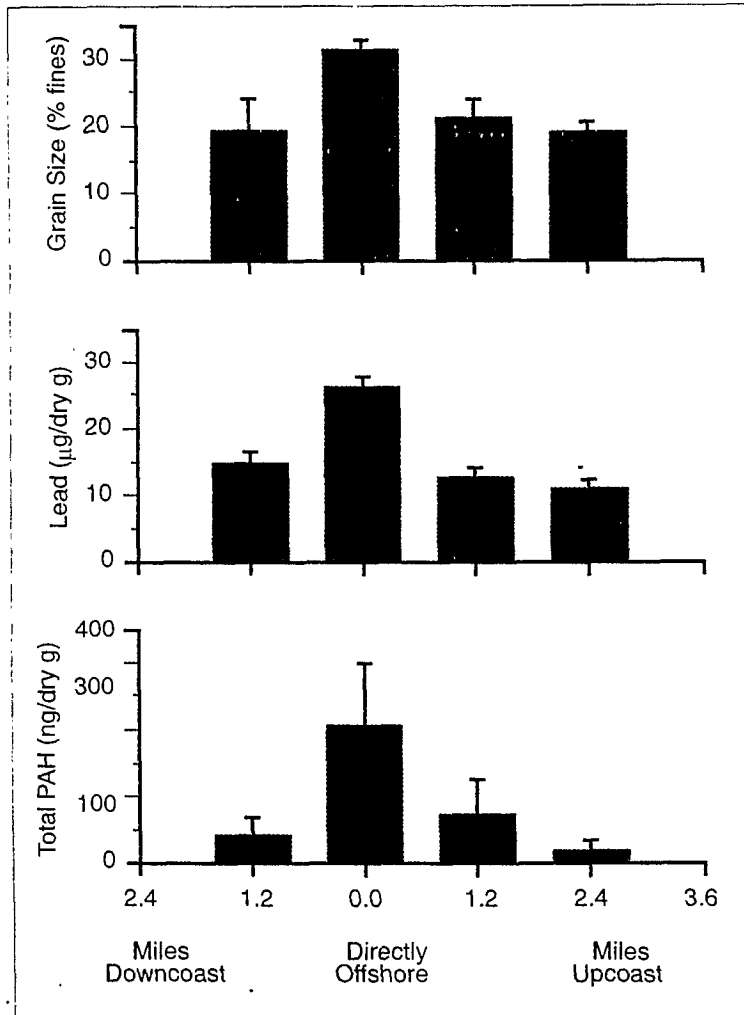 Grain Size (% fines)
30
20
10
0
Lead (μg/dry g)
30
20
10
0
Total PAH (ng/dry g)
400
300
100
0
2.4 1.2 0.0 1.2 2.4 3.6
Miles Directly Miles
Downcoast Offshore Upcoast